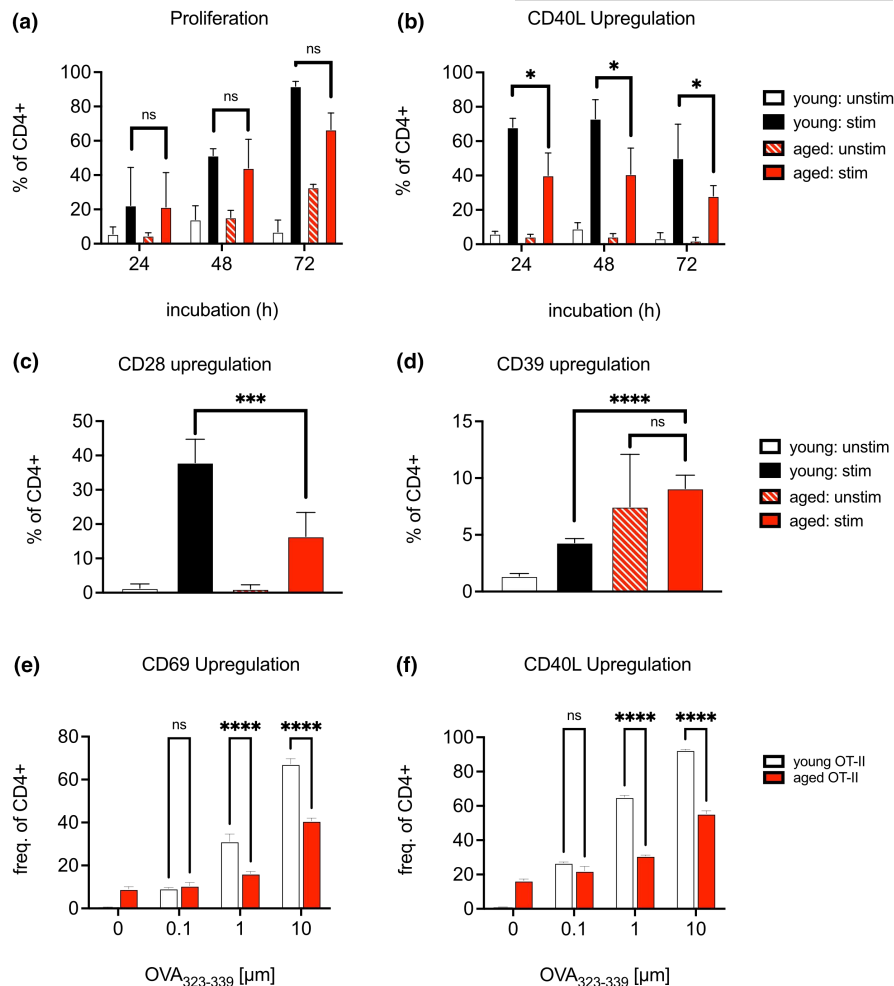 (a) Proliferation
ns
ns
ns
% of CD4+
100
80
60
40
20
0
24 48 72
incubation (h)
(b) CD40L Upregulation
*
*
*
% of CD4+
100
80
60
40
20
0
24 48 72
incubation (h)
young: unstim
young: stim
aged: unstim
aged: stim
(c) CD28 upregulation
***
% of CD4+
50
40
30
20
10
0
(d) CD39 upregulation
****
ns
% of CD4+
15
10
5
0
young: unstim
young: stim
aged: unstim
aged: stim
(e) CD69 Upregulation
ns **** ****
freq. of CD4+
80
60
40
20
0
0 0.1 1 10
OVA323-339 [µm]
(f) CD40L Upregulation
ns **** ****
freq. of CD4+
100
80
60
40
20
0
0 0.1 1 10
OVA323-339 [µm]
young OT-II
aged OT-II